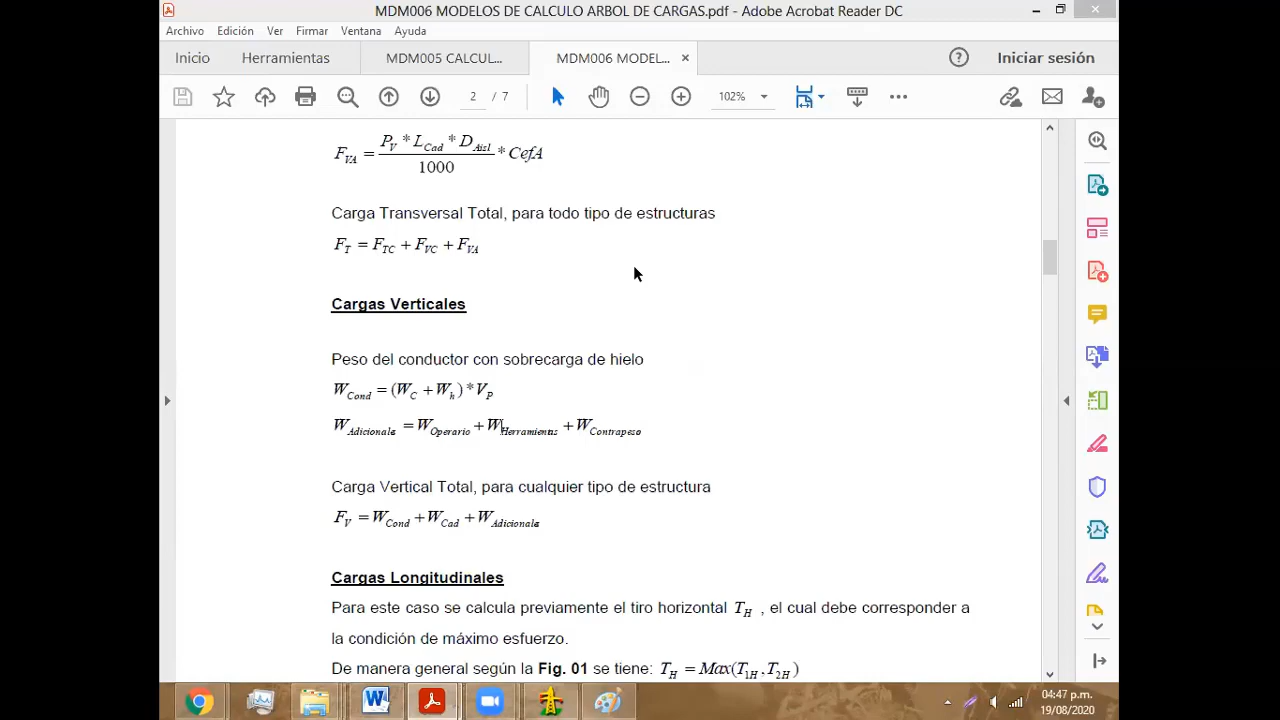 MDM006 MODELOS DE CALCULO ARBOL DE CARGAS.pdf - Adobe Acrobat Reader DC
Archivo Edición Ver Firmar Ventana Ayuda
Inicio Herramientas MDM005 CALCUL... MDM006 MODEL... × Iniciar sesión
2 / 7 102%
F_VA = P_V * L_Cad * D_Aisl / 1000 * CefA
Carga Transversal Total, para todo tipo de estructuras
F_T = F_TC + F_VC + F_VA
Cargas Verticales
Peso del conductor con sobrecarga de hielo
W_Cond = (W_C + W_h) * V_P
W_Adicionales = W_Operario + W_Herramientas + W_Contrapeso
Carga Vertical Total, para cualquier tipo de estructura
F_V = W_Cond + W_Cad + W_Adicionales
Cargas Longitudinales
Para este caso se calcula previamente el tiro horizontal T_H , el cual debe corresponder a
la condición de máximo esfuerzo.
De manera general según la Fig. 01 se tiene: T_H = Max(T_1H, T_2H)
04:47 p.m.
19/08/2020